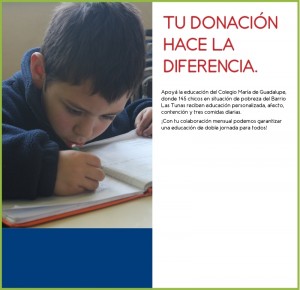 TU DONACIÓN
HACE LA
DIFERENCIA.
Apoyá la educación del Colegio María de Guadalupe,
donde 145 chicos en situación de pobreza del Barrio
Las Tunas reciben educación personalizada, afecto,
contención y tres comidas diarias.
¡Con tu colaboración mensual podemos garantizar
una educación de doble jornada para todos!